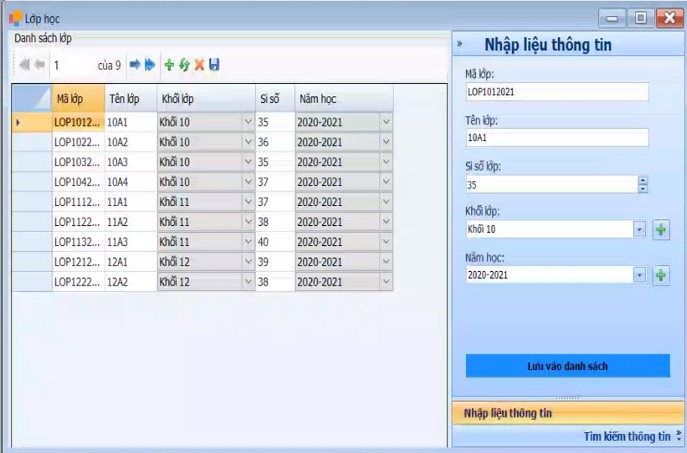 Lớp học
Danh sách lớp
1 của 9
Mã lớp Tên lớp Khối lớp Sĩ số Năm học
LOP1012... 10A1 Khối 10 35 2020-2021
LOP1022... 10A2 Khối 10 36 2020-2021
LOP1032... 10A3 Khối 10 35 2020-2021
LOP1042... 10A4 Khối 10 37 2020-2021
LOP1112... 11A1 Khối 11 37 2020-2021
LOP1122... 11A2 Khối 11 38 2020-2021
LOP1132... 11A3 Khối 11 40 2020-2021
LOP1212... 12A1 Khối 12 39 2020-2021
LOP1222... 12A2 Khối 12 38 2020-2021
» Nhập liệu thông tin
Mã lớp:
LOP1012021
Tên lớp:
10A1
Sĩ số lớp:
35
Khối lớp:
Khối 10
Năm học:
2020-2021
Lưu vào danh sách
Nhập liệu thông tin
Tìm kiếm thông tin »